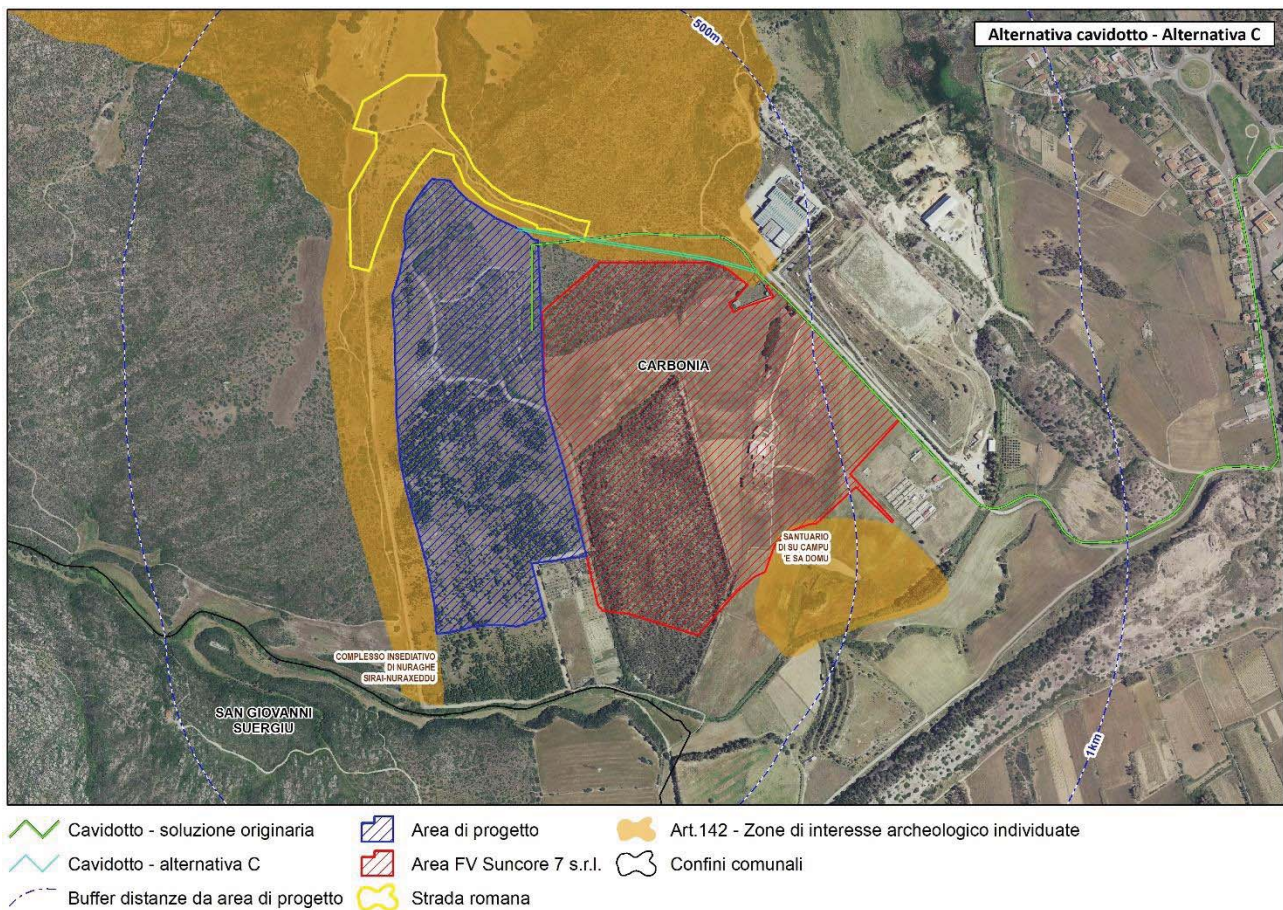 Alternativa cavidotto - Alternativa C
500m
CARBONIA
SANTUARIO
DI SU CAMPU
'E SA DOMU
COMPLESSO INSEDIATIVO
DI NURAGHE
SIRAI-NURAXEDDU
SAN GIOVANNI
SUERGIU
1km
Cavidotto - soluzione originaria
Area di progetto
Art.142 - Zone di interesse archeologico individuate
Cavidotto - alternativa C
Area FV Suncore 7 s.r.l.
Confini comunali
Buffer distanze da area di progetto
Strada romana